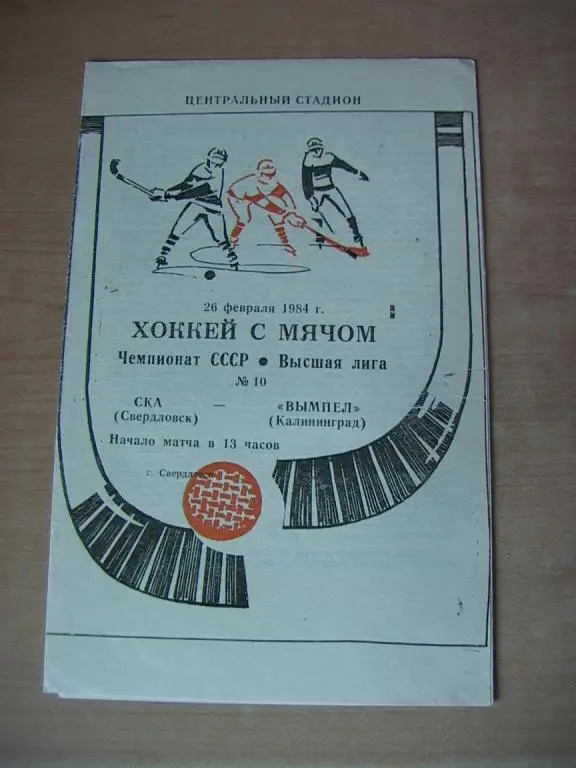 ЦЕНТРАЛЬНЫЙ СТАДИОН
26 февраля 1984 г.
ХОККЕЙ С МЯЧОМ
Чемпионат СССР • Высшая лига
№ 10
СКА — «ВЫМПЕЛ»
(Свердловск) (Калининград)
Начало матча в 13 часов
г. Свердловск